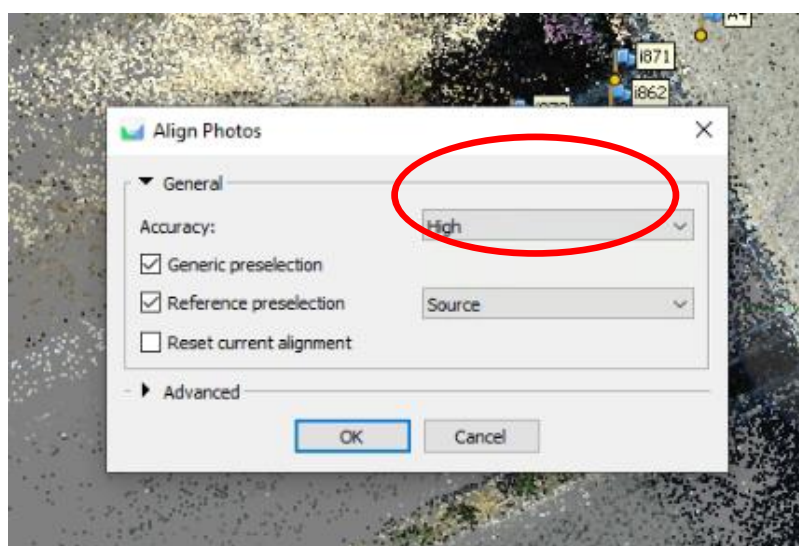 A4
i871
i862
Align Photos
General
Accuracy: High
Generic preselection
Reference preselection Source
Reset current alignment
Advanced
OK Cancel